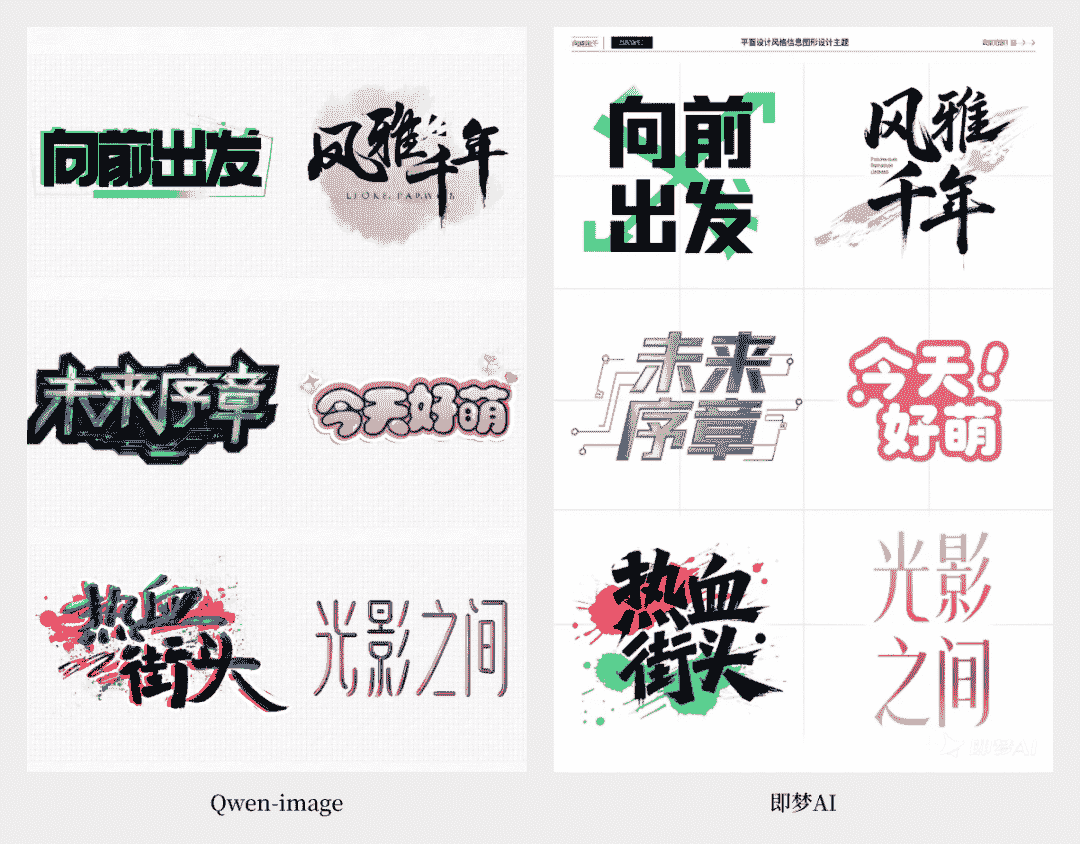 向前出发
风雅千年
未来序章
今天好萌
热血
街头
光影之间
Qwen-image
平面设计风格信息图形设计主题
向前
出发
风雅
千年
未来
序章
今天!
好萌
热血
街头
光影
之间
即梦AI
即梦AI